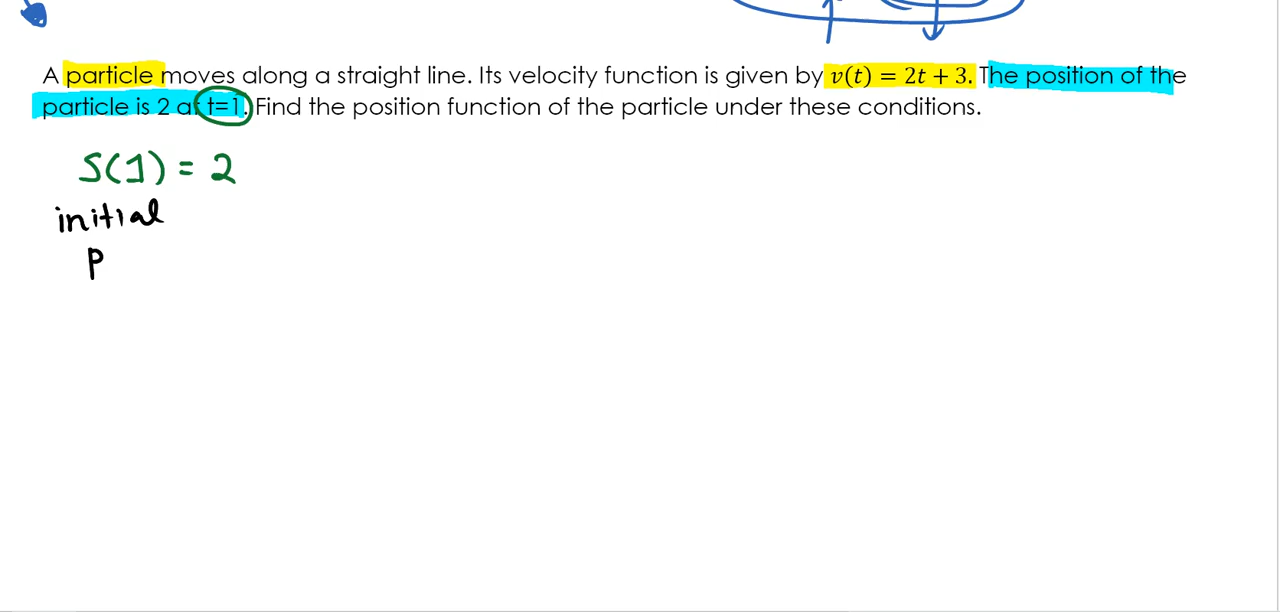 A particle moves along a straight line. Its velocity function is given by v(t) = 2t + 3. The position of the
particle is 2 at t=1. Find the position function of the particle under these conditions.
S(1) = 2
initial
P